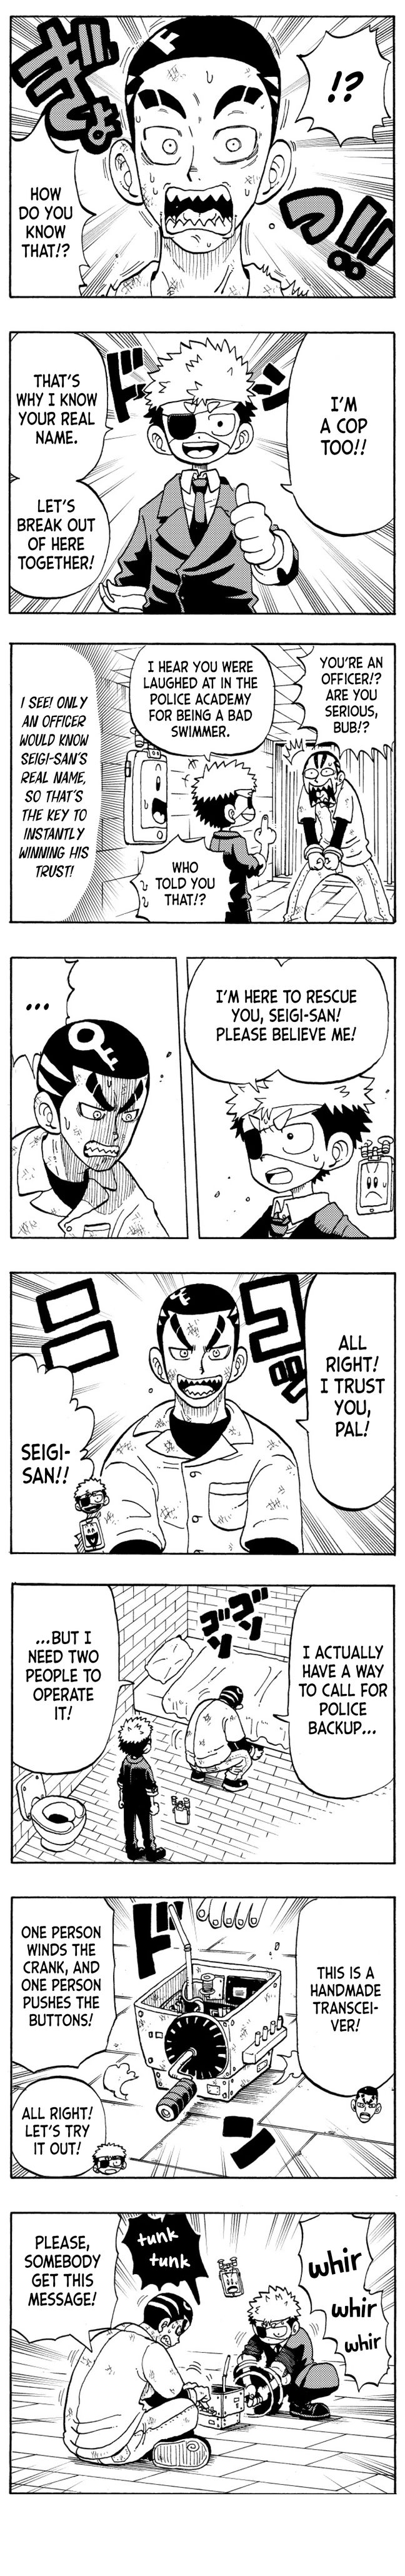 !?
ぎょっ!!
HOW
DO YOU
KNOW
THAT!?
I'M
A COP
TOO!!
ドン
THAT'S
WHY I KNOW
YOUR REAL
NAME.
LET'S
BREAK OUT
OF HERE
TOGETHER!
YOU'RE AN
OFFICER!?
ARE YOU
SERIOUS,
BUB!?
I HEAR YOU WERE
LAUGHED AT IN THE
POLICE ACADEMY
FOR BEING A BAD
SWIMMER.
WHO
TOLD YOU
THAT!?
I SEE! ONLY
AN OFFICER
WOULD KNOW
SEIGI-SAN'S
REAL NAME,
SO THAT'S
THE KEY TO
INSTANTLY
WINNING HIS
TRUST!
I'M HERE TO RESCUE
YOU, SEIGI-SAN!
PLEASE BELIEVE ME!
...
ALL
RIGHT!
I TRUST
YOU,
PAL!
SEIGI-
SAN!!
I ACTUALLY
HAVE A WAY
TO CALL FOR
POLICE
BACKUP...
ゴソゴソ
...BUT I
NEED TWO
PEOPLE TO
OPERATE
IT!
THIS IS A
HANDMADE
TRANSCEI-
VER!
ONE PERSON
WINDS THE
CRANK, AND
ONE PERSON
PUSHES THE
BUTTONS!
ALL RIGHT!
LET'S TRY
IT OUT!
whir
whir
whir
tunk
tunk
PLEASE,
SOMEBODY
GET THIS
MESSAGE!